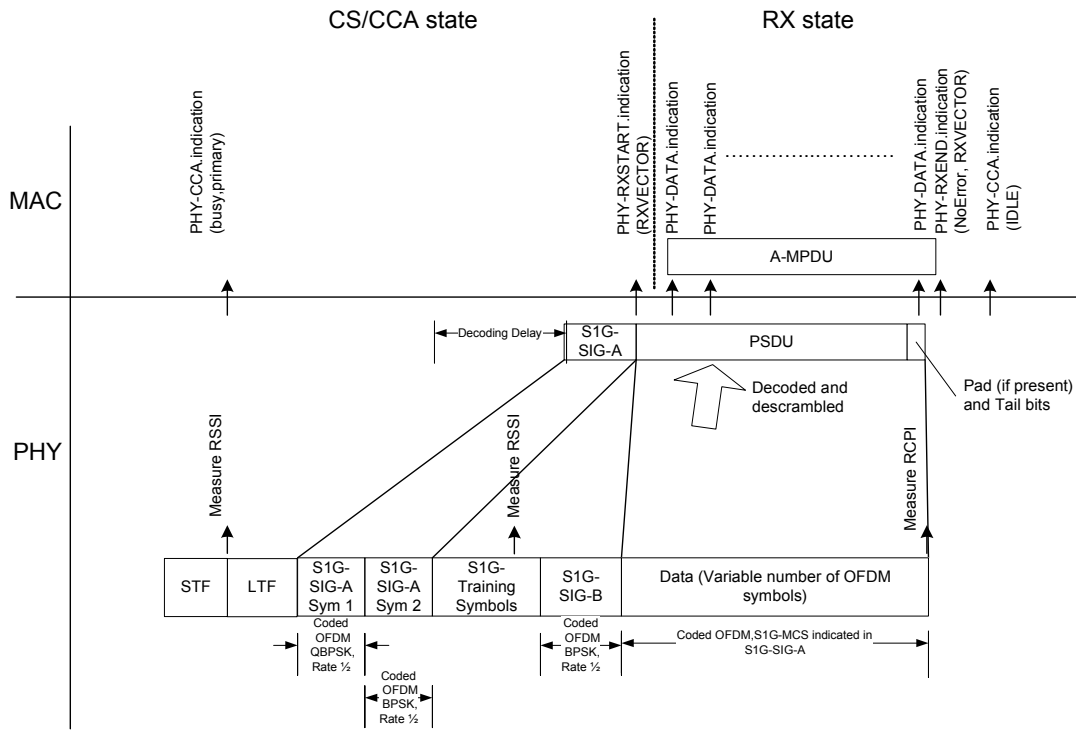 CS/CCA state
RX state
MAC
PHY-CCA.indication
(busy,primary)
PHY-RXSTART.indication
(RXVECTOR)
PHY-DATA.indication
PHY-DATA.indication
PHY-DATA.indication
PHY-RXEND.indication
(NoError, RXVECTOR)
PHY-CCA.indication
(IDLE)
A-MPDU
Decoding Delay
S1G-
SIG-A
PSDU
Decoded and
descrambled
Pad (if present)
and Tail bits
PHY
Measure RSSI
Measure RSSI
Measure RCPI
STF
LTF
S1G-
SIG-A
Sym 1
S1G-
SIG-A
Sym 2
S1G-
Training
Symbols
S1G-
SIG-B
Data (Variable number of OFDM
symbols)
Coded
OFDM
QBPSK,
Rate ½
Coded
OFDM
BPSK,
Rate ½
Coded
OFDM
BPSK,
Rate ½
Coded OFDM,S1G-MCS indicated in
S1G-SIG-A